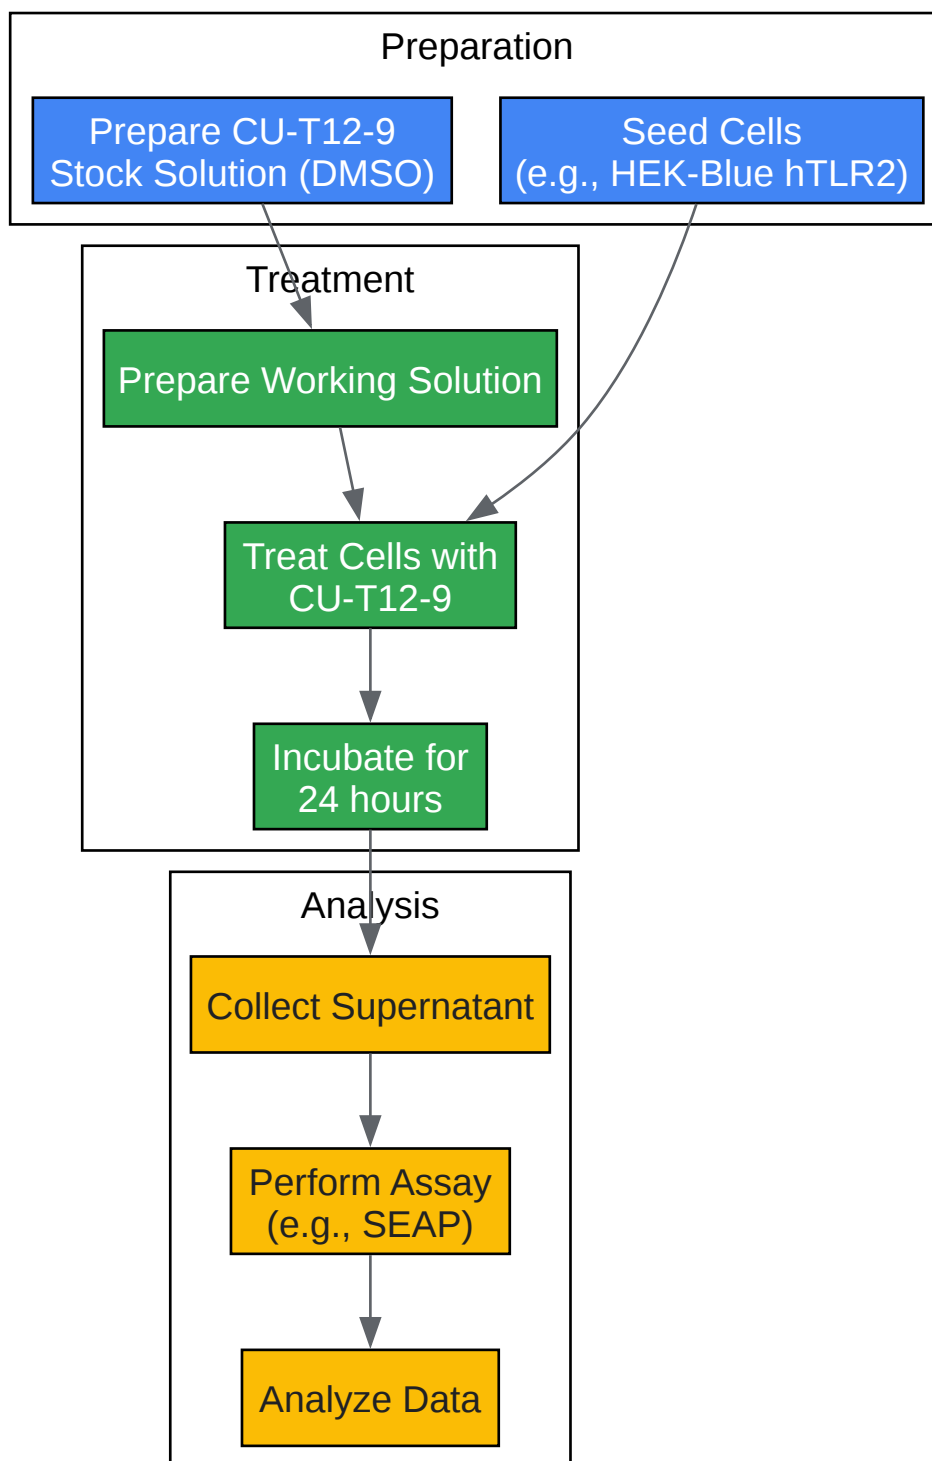 Preparation
Prepare CU-T12-9
Stock Solution (DMSO)
Seed Cells
(e.g., HEK-Blue hTLR2)
Treatment
Prepare Working Solution
Treat Cells with
CU-T12-9
Incubate for
24 hours
Analysis
Collect Supernatant
Perform Assay
(e.g., SEAP)
Analyze Data